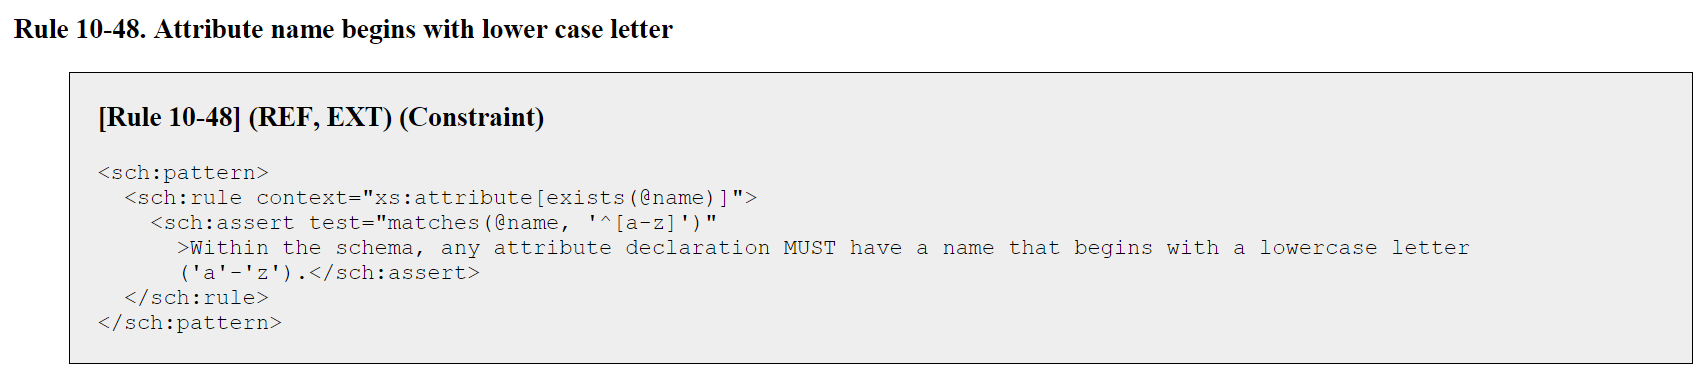 Rule 10-48. Attribute name begins with lower case letter
[Rule 10-48] (REF, EXT) (Constraint)
<sch:pattern>
  <sch:rule context="xs:attribute[exists(@name)]">
    <sch:assert test="matches(@name, '^[a-z]')"
      >Within the schema, any attribute declaration MUST have a name that begins with a lowercase letter
      ('a'-'z').</sch:assert>
  </sch:rule>
</sch:pattern>